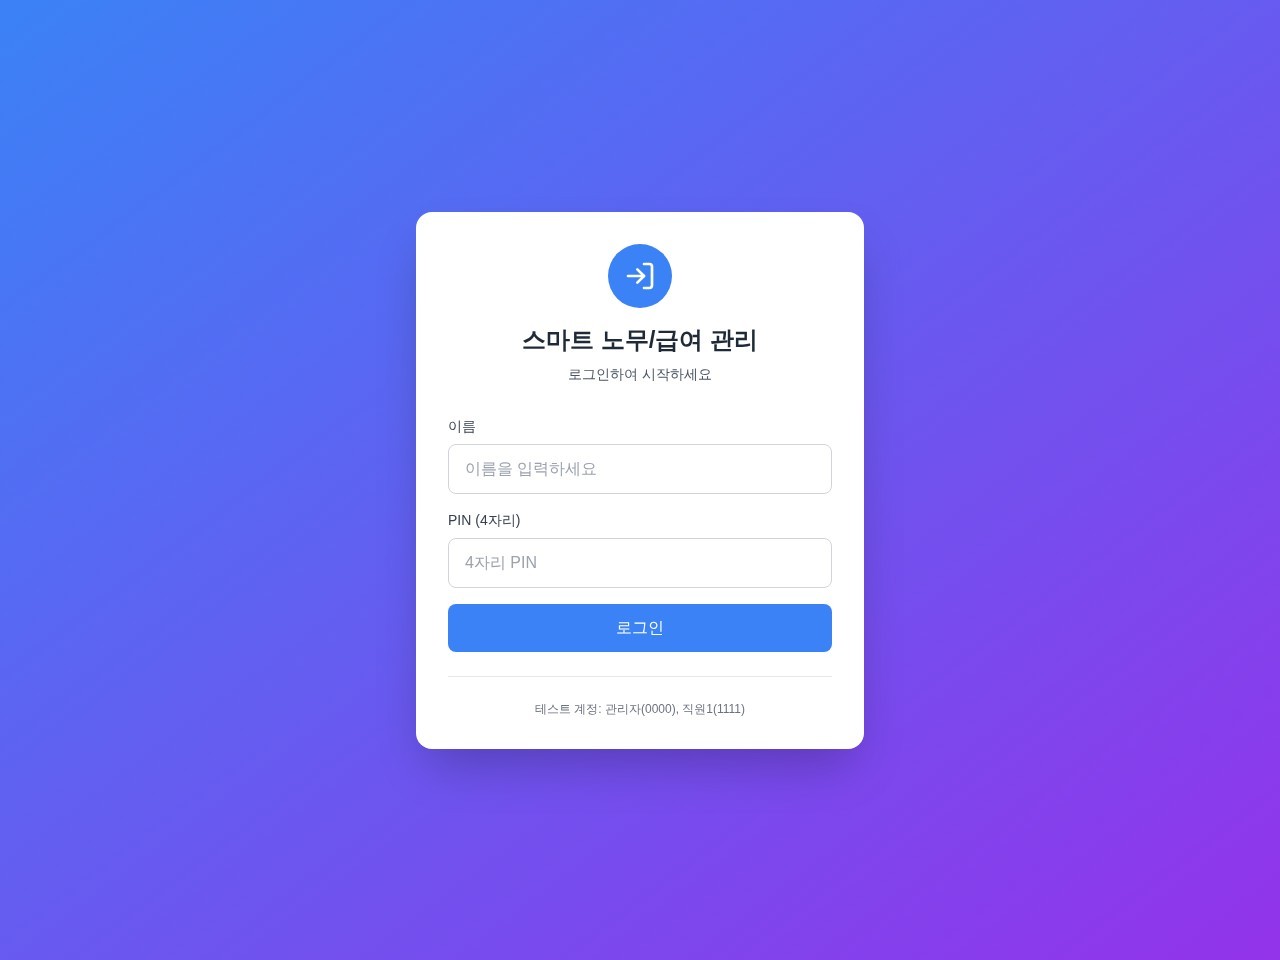 스마트 노무/급여 관리
로그인하여 시작하세요
이름
이름을 입력하세요
PIN (4자리)
4자리 PIN
로그인
테스트 계정: 관리자(0000), 직원1(1111)